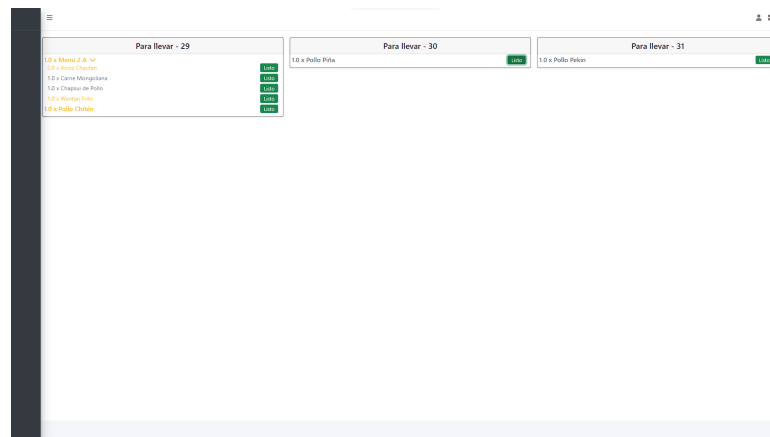 Para llevar - 29
1.0 x Menú 2 A
1.0 x Arroz Chaufan Listo
1.0 x Carne Mongoliana Listo
1.0 x Chapsui de Pollo Listo
1.0 x Wantan Frito Listo
1.0 x Pollo Chitén Listo
Para llevar - 30
1.0 x Pollo Piña Listo
Para llevar - 31
1.0 x Pollo Pekin Listo